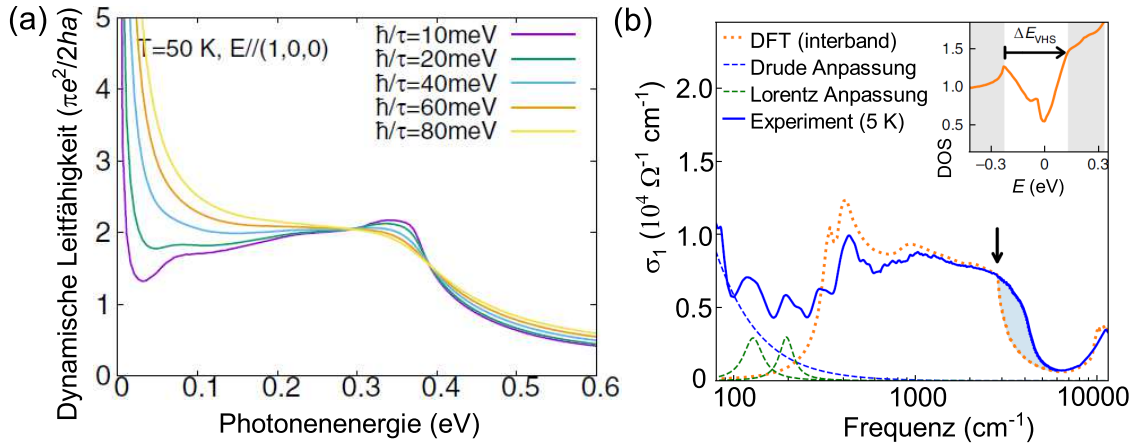 (a)
Dynamische Leitfähigkeit (πe²/2ha)
5
4
3
2
1
0
T=50 K, E//(1,0,0)
ħ/τ=10meV
ħ/τ=20meV
ħ/τ=40meV
ħ/τ=60meV
ħ/τ=80meV
0 0.1 0.2 0.3 0.4 0.5 0.6
Photonenenergie (eV)
(b)
σ₁ (10⁴ Ω⁻¹ cm⁻¹)
2.0
1.5
1.0
0.5
0
DFT (interband)
Drude Anpassung
Lorentz Anpassung
Experiment (5 K)
DOS
1.5
1.0
0.5
ΔE_VHS
−0.3 0 0.3
E (eV)
100 1000 10000
Frequenz (cm⁻¹)